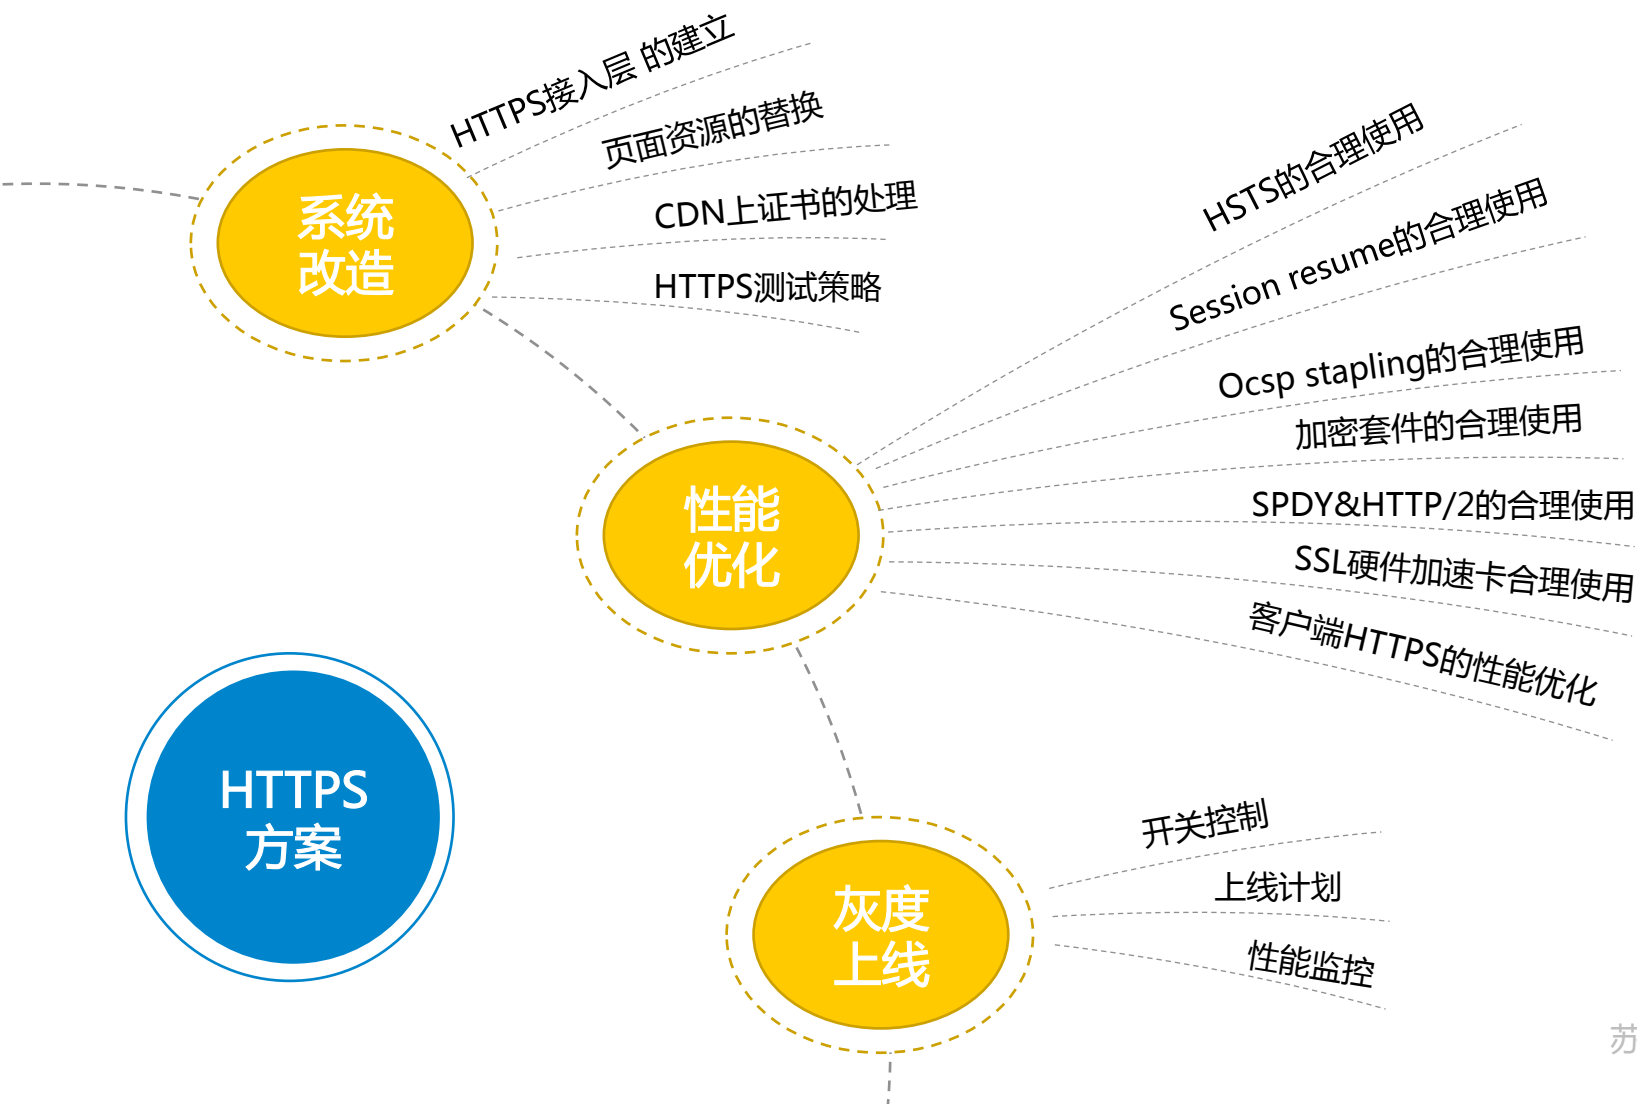 HTTPS接入层 的建立
页面资源的替换
CDN上证书的处理
HTTPS测试策略
系统
改造
HSTS的合理使用
Session resume的合理使用
Ocsp stapling的合理使用
加密套件的合理使用
SPDY&HTTP/2的合理使用
SSL硬件加速卡合理使用
客户端HTTPS的性能优化
性能
优化
HTTPS
方案
开关控制
上线计划
性能监控
灰度
上线
苏